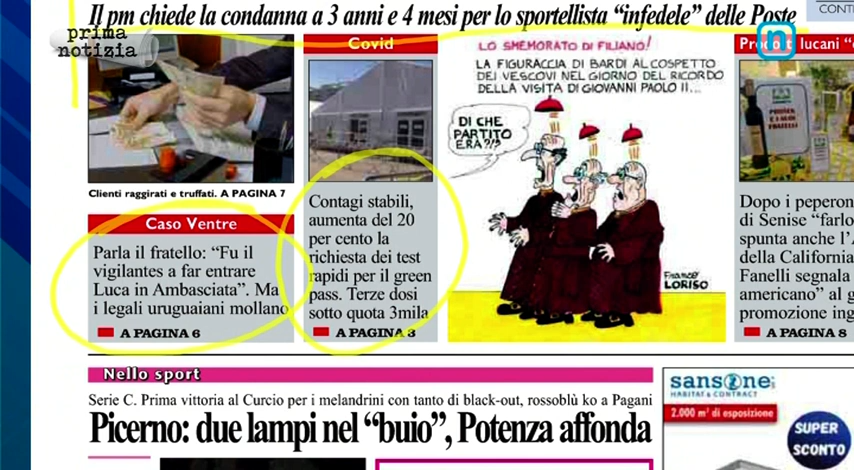 Il pm chiede la condanna a 3 anni e 4 mesi per lo sportellista “infedele” delle Poste
prima
notizia
n
Clienti raggirati e truffati. A PAGINA 7
Caso Ventre
Parla il fratello: “Fu il
vigilantes a far entrare
Luca in Ambasciata”. Ma
i legali uruguaiani mollano
A PAGINA 6
Covid
Contagi stabili,
aumenta del 20
per cento la
richiesta dei test
rapidi per il green
pass. Terze dosi
sotto quota 3mila
A PAGINA 3
LO SMEMORATO DI FILIANO!
LA FIGURACCIA DI BARDI AL COSPETTO
DEI VESCOVI NEL GIORNO DEL RICORDO
DELLA VISITA DI GIOVANNI PAOLO II...
DI CHE
PARTITO
ERA?!?
Franco
LORISO
lucani
Dopo i peperon
di Senise “farlo
spunta anche l’A
della California
Fanelli segnala
americano” al g
promozione ing
A PAGINA 8
Nello sport
Serie C. Prima vittoria al Curcio per i melandrini con tanto di black-out, rossoblù ko a Pagani
Picerno: due lampi nel “buio”, Potenza affonda
sansone
HABITAT & CONTRACT
2.000 m² di esposizione
SUPER
SCONTO